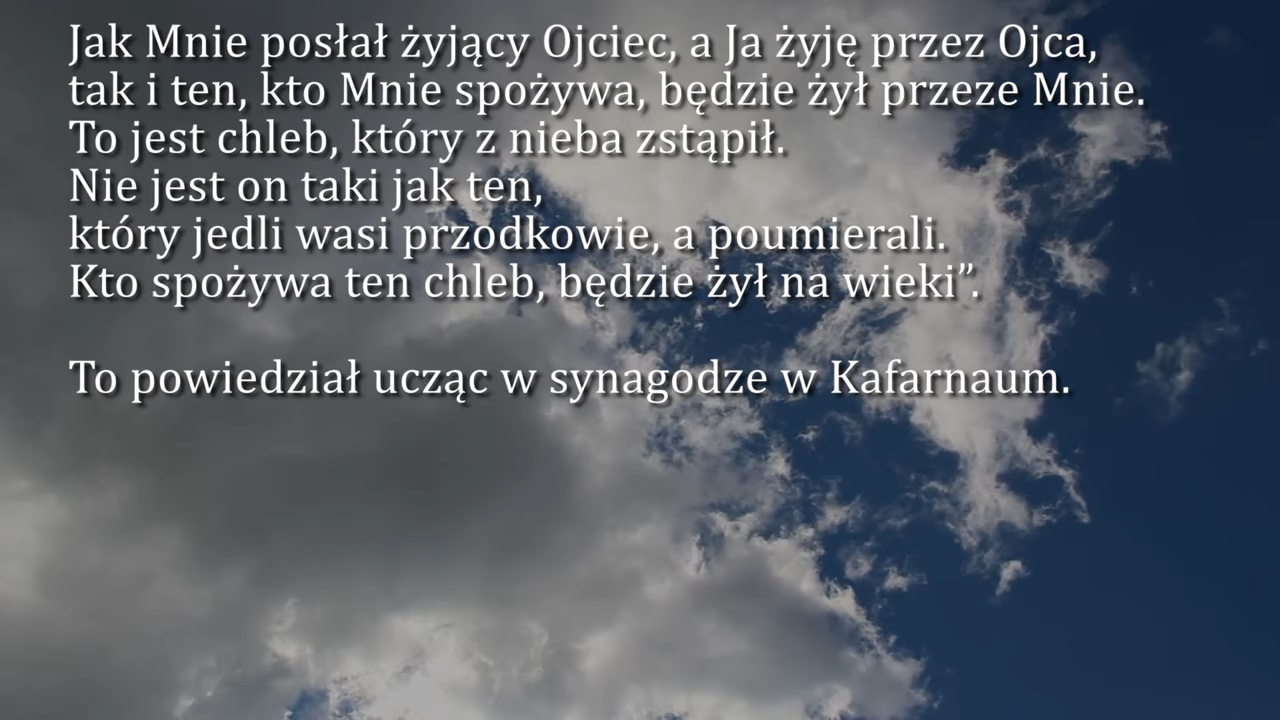 Jak Mnie posłał żyjący Ojciec, a Ja żyję przez Ojca,
tak i ten, kto Mnie spożywa, będzie żył przeze Mnie.
To jest chleb, który z nieba zstąpił.
Nie jest on taki jak ten,
który jedli wasi przodkowie, a poumierali.
Kto spożywa ten chleb, będzie żył na wieki”.
To powiedział ucząc w synagodze w Kafarnaum.